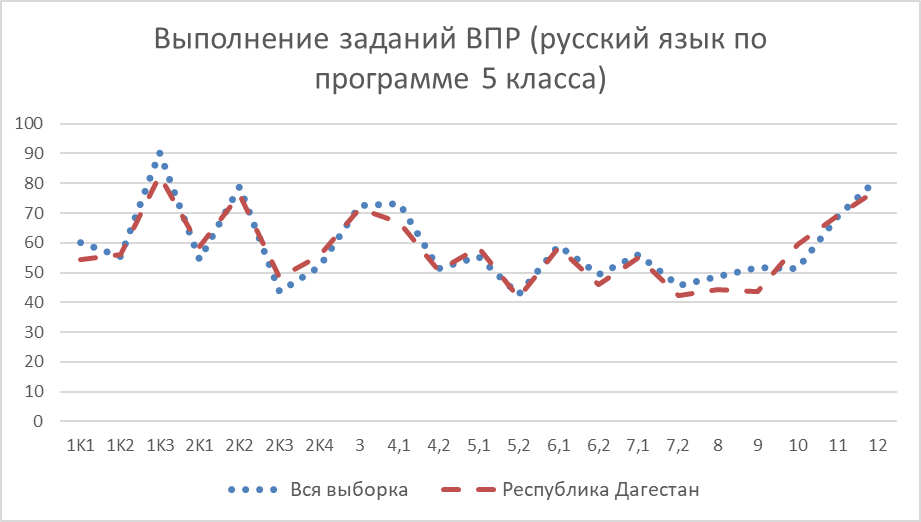 Выполнение заданий ВПР (русский язык по
программе 5 класса)
100
90
80
70
60
50
40
30
20
10
0
1К1 1К2 1К3 2К1 2К2 2К3 2К4 3 4,1 4,2 5,1 5,2 6,1 6,2 7,1 7,2 8 9 10 11 12
Вся выборка Республика Дагестан